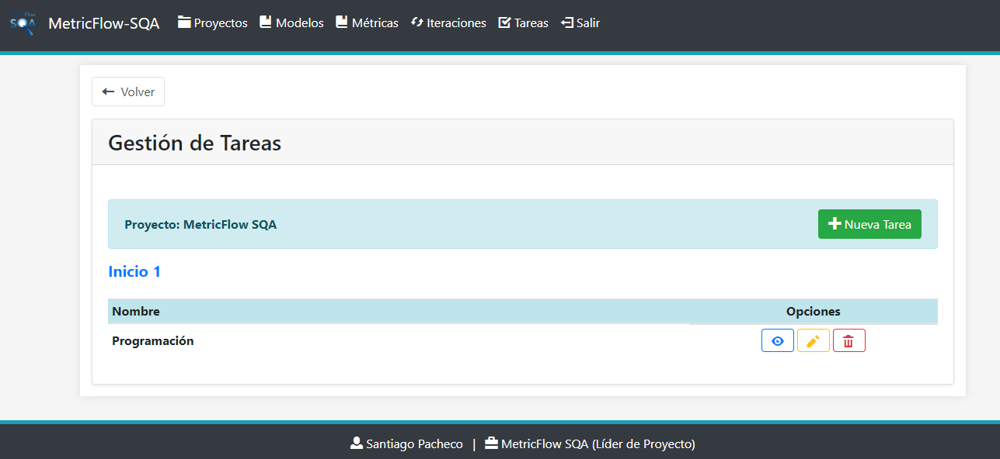 Flow
SQA
MetricFlow-SQA Proyectos Modelos Métricas Iteraciones Tareas Salir
Volver
Gestión de Tareas
Proyecto: MetricFlow SQA Nueva Tarea
Inicio 1
Nombre Opciones
Programación
Santiago Pacheco | MetricFlow SQA (Líder de Proyecto)